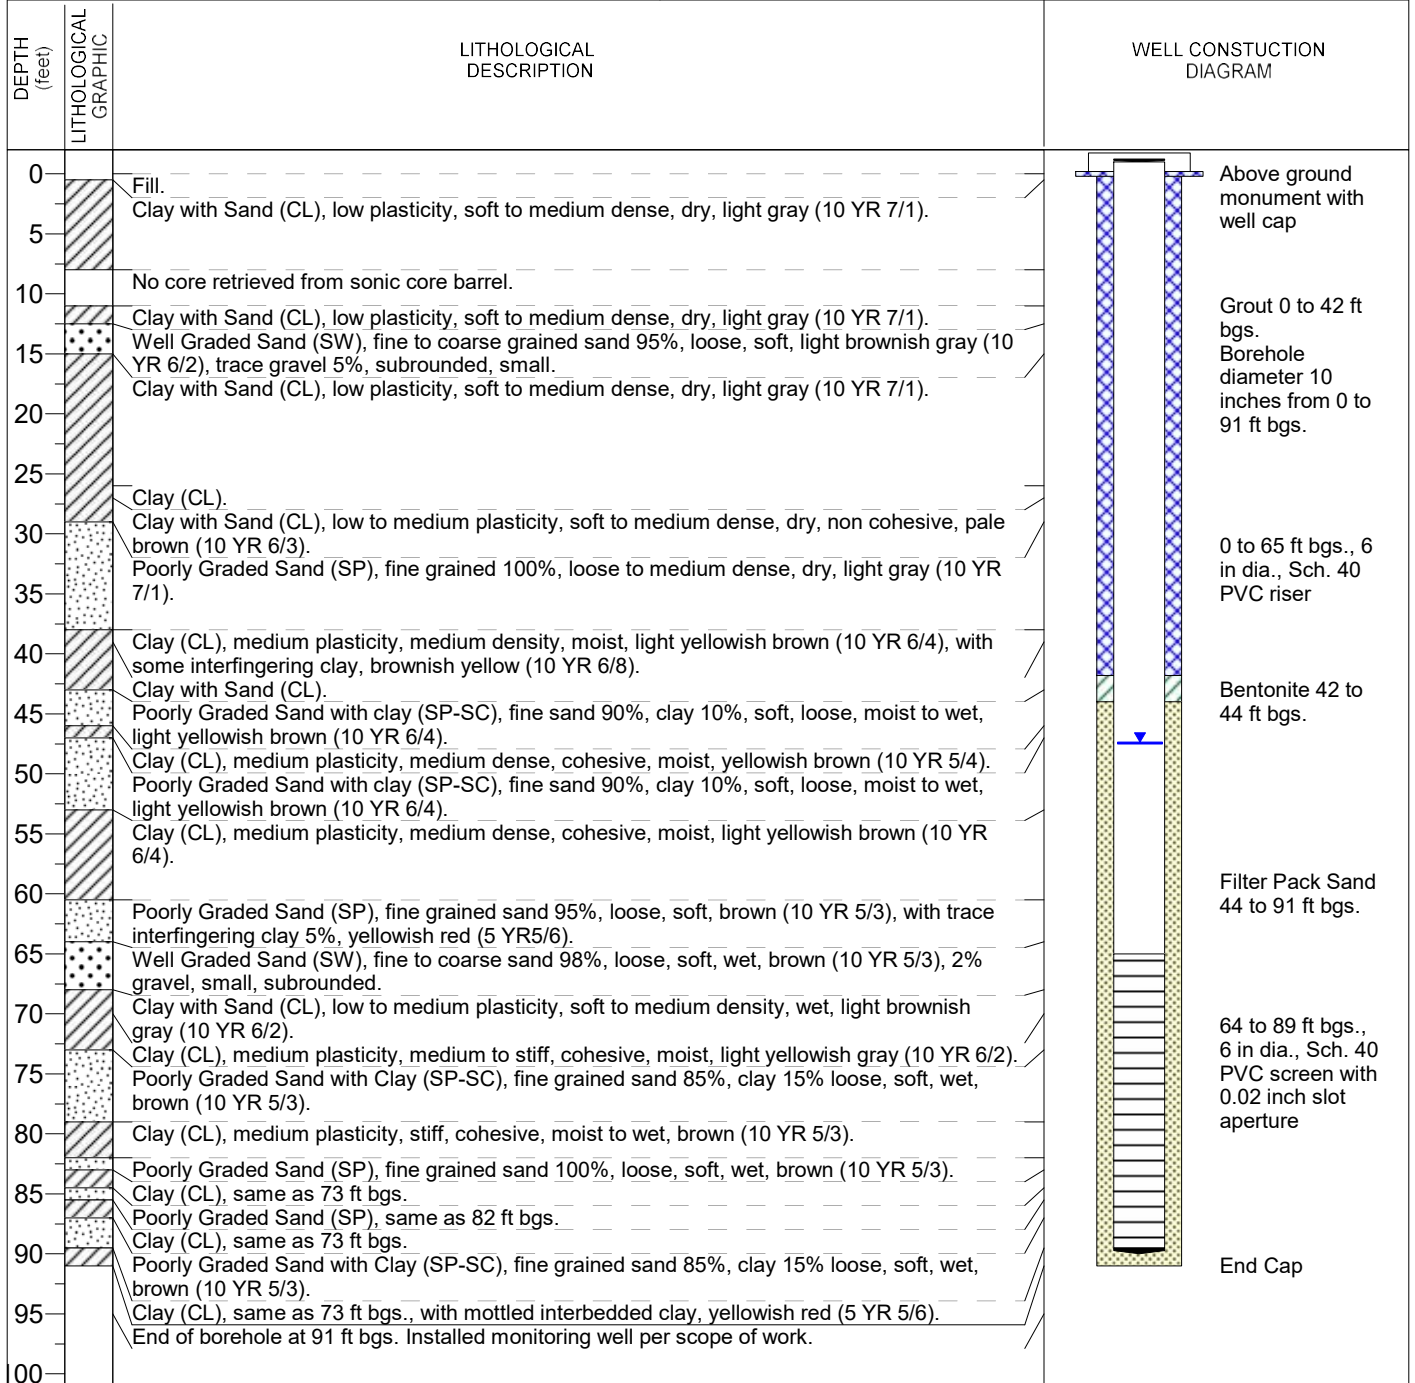 DEPTH
(feet)
LITHOLOGICAL
GRAPHIC
LITHOLOGICAL
DESCRIPTION
WELL CONSTUCTION
DIAGRAM
0
5
10
15
20
25
30
35
40
45
50
55
60
65
70
75
80
85
90
95
100
Fill.
Clay with Sand (CL), low plasticity, soft to medium dense, dry, light gray (10 YR 7/1).
No core retrieved from sonic core barrel.
Clay with Sand (CL), low plasticity, soft to medium dense, dry, light gray (10 YR 7/1).
Well Graded Sand (SW), fine to coarse grained sand 95%, loose, soft, light brownish gray (10
YR 6/2), trace gravel 5%, subrounded, small.
Clay with Sand (CL), low plasticity, soft to medium dense, dry, light gray (10 YR 7/1).
Clay (CL).
Clay with Sand (CL), low to medium plasticity, soft to medium dense, dry, non cohesive, pale
brown (10 YR 6/3).
Poorly Graded Sand (SP), fine grained 100%, loose to medium dense, dry, light gray (10 YR
7/1).
Clay (CL), medium plasticity, medium density, moist, light yellowish brown (10 YR 6/4), with
some interfingering clay, brownish yellow (10 YR 6/8).
Clay with Sand (CL).
Poorly Graded Sand with clay (SP-SC), fine sand 90%, clay 10%, soft, loose, moist to wet,
light yellowish brown (10 YR 6/4).
Clay (CL), medium plasticity, medium dense, cohesive, moist, yellowish brown (10 YR 5/4).
Poorly Graded Sand with clay (SP-SC), fine sand 90%, clay 10%, soft, loose, moist to wet,
light yellowish brown (10 YR 6/4).
Clay (CL), medium plasticity, medium dense, cohesive, moist, light yellowish brown (10 YR
6/4).
Poorly Graded Sand (SP), fine grained sand 95%, loose, soft, brown (10 YR 5/3), with trace
interfingering clay 5%, yellowish red (5 YR5/6).
Well Graded Sand (SW), fine to coarse sand 98%, loose, soft, wet, brown (10 YR 5/3), 2%
gravel, small, subrounded.
Clay with Sand (CL), low to medium plasticity, soft to medium density, wet, light brownish
gray (10 YR 6/2).
Clay (CL), medium plasticity, medium to stiff, cohesive, moist, light yellowish gray (10 YR 6/2).
Poorly Graded Sand with Clay (SP-SC), fine grained sand 85%, clay 15% loose, soft, wet,
brown (10 YR 5/3).
Clay (CL), medium plasticity, stiff, cohesive, moist to wet, brown (10 YR 5/3).
Poorly Graded Sand (SP), fine grained sand 100%, loose, soft, wet, brown (10 YR 5/3).
Clay (CL), same as 73 ft bgs.
Poorly Graded Sand (SP), same as 82 ft bgs.
Clay (CL), same as 73 ft bgs.
Poorly Graded Sand with Clay (SP-SC), fine grained sand 85%, clay 15% loose, soft, wet,
brown (10 YR 5/3).
Clay (CL), same as 73 ft bgs., with mottled interbedded clay, yellowish red (5 YR 5/6).
End of borehole at 91 ft bgs. Installed monitoring well per scope of work.
Above ground
monument with
well cap
Grout 0 to 42 ft
bgs.
Borehole
diameter 10
inches from 0 to
91 ft bgs.
0 to 65 ft bgs., 6
in dia., Sch. 40
PVC riser
Bentonite 42 to
44 ft bgs.
Filter Pack Sand
44 to 91 ft bgs.
64 to 89 ft bgs.,
6 in dia., Sch. 40
PVC screen with
0.02 inch slot
aperture
End Cap